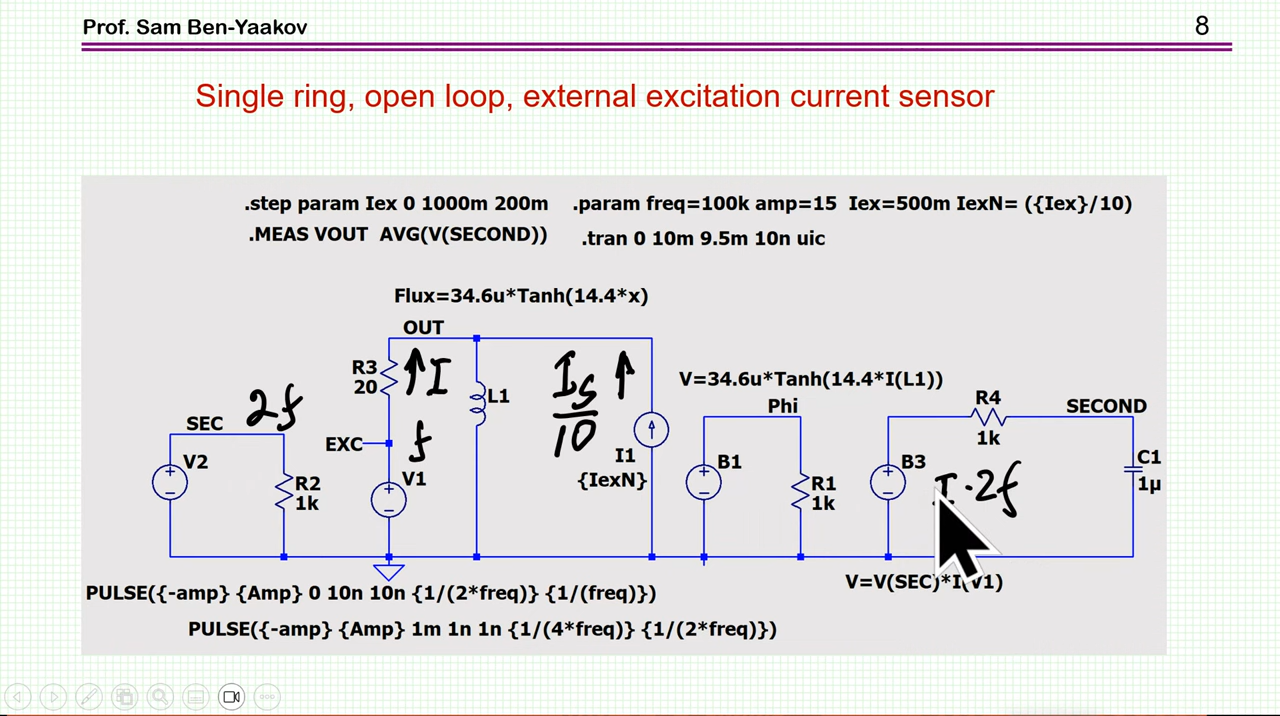 Prof. Sam Ben-Yaakov
8
Single ring, open loop, external excitation current sensor
.step param Iex 0 1000m 200m
.param freq=100k amp=15 Iex=500m IexN= ({Iex}/10)
.MEAS VOUT AVG(V(SECOND))
.tran 0 10m 9.5m 10n uic
Flux=34.6u*Tanh(14.4*x)
OUT
R3
20
I
L1
Is
10
V=34.6u*Tanh(14.4*I(L1))
Phi
R4
1k
SECOND
2f
SEC
EXC
f
V2
R2
1k
V1
I1
{IexN}
B1
R1
1k
B3
I·2f
C1
1µ
V=V(SEC)*I(V1)
PULSE({-amp} {Amp} 0 10n 10n {1/(2*freq)} {1/(freq)})
PULSE({-amp} {Amp} 1m 1n 1n {1/(4*freq)} {1/(2*freq)})